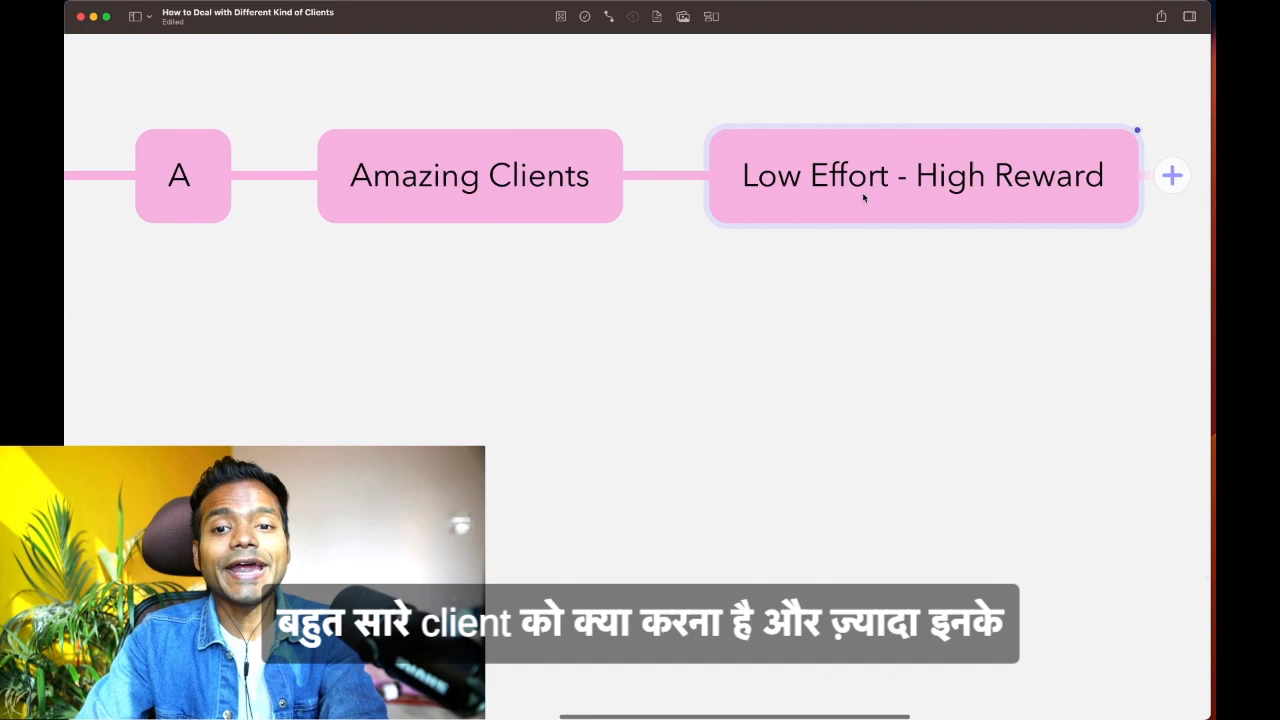 How to Deal with Different Kind of Clients
Edited
A
Amazing Clients
Low Effort - High Reward
बहुत सारे client को क्या करना है और ज़्यादा इनके